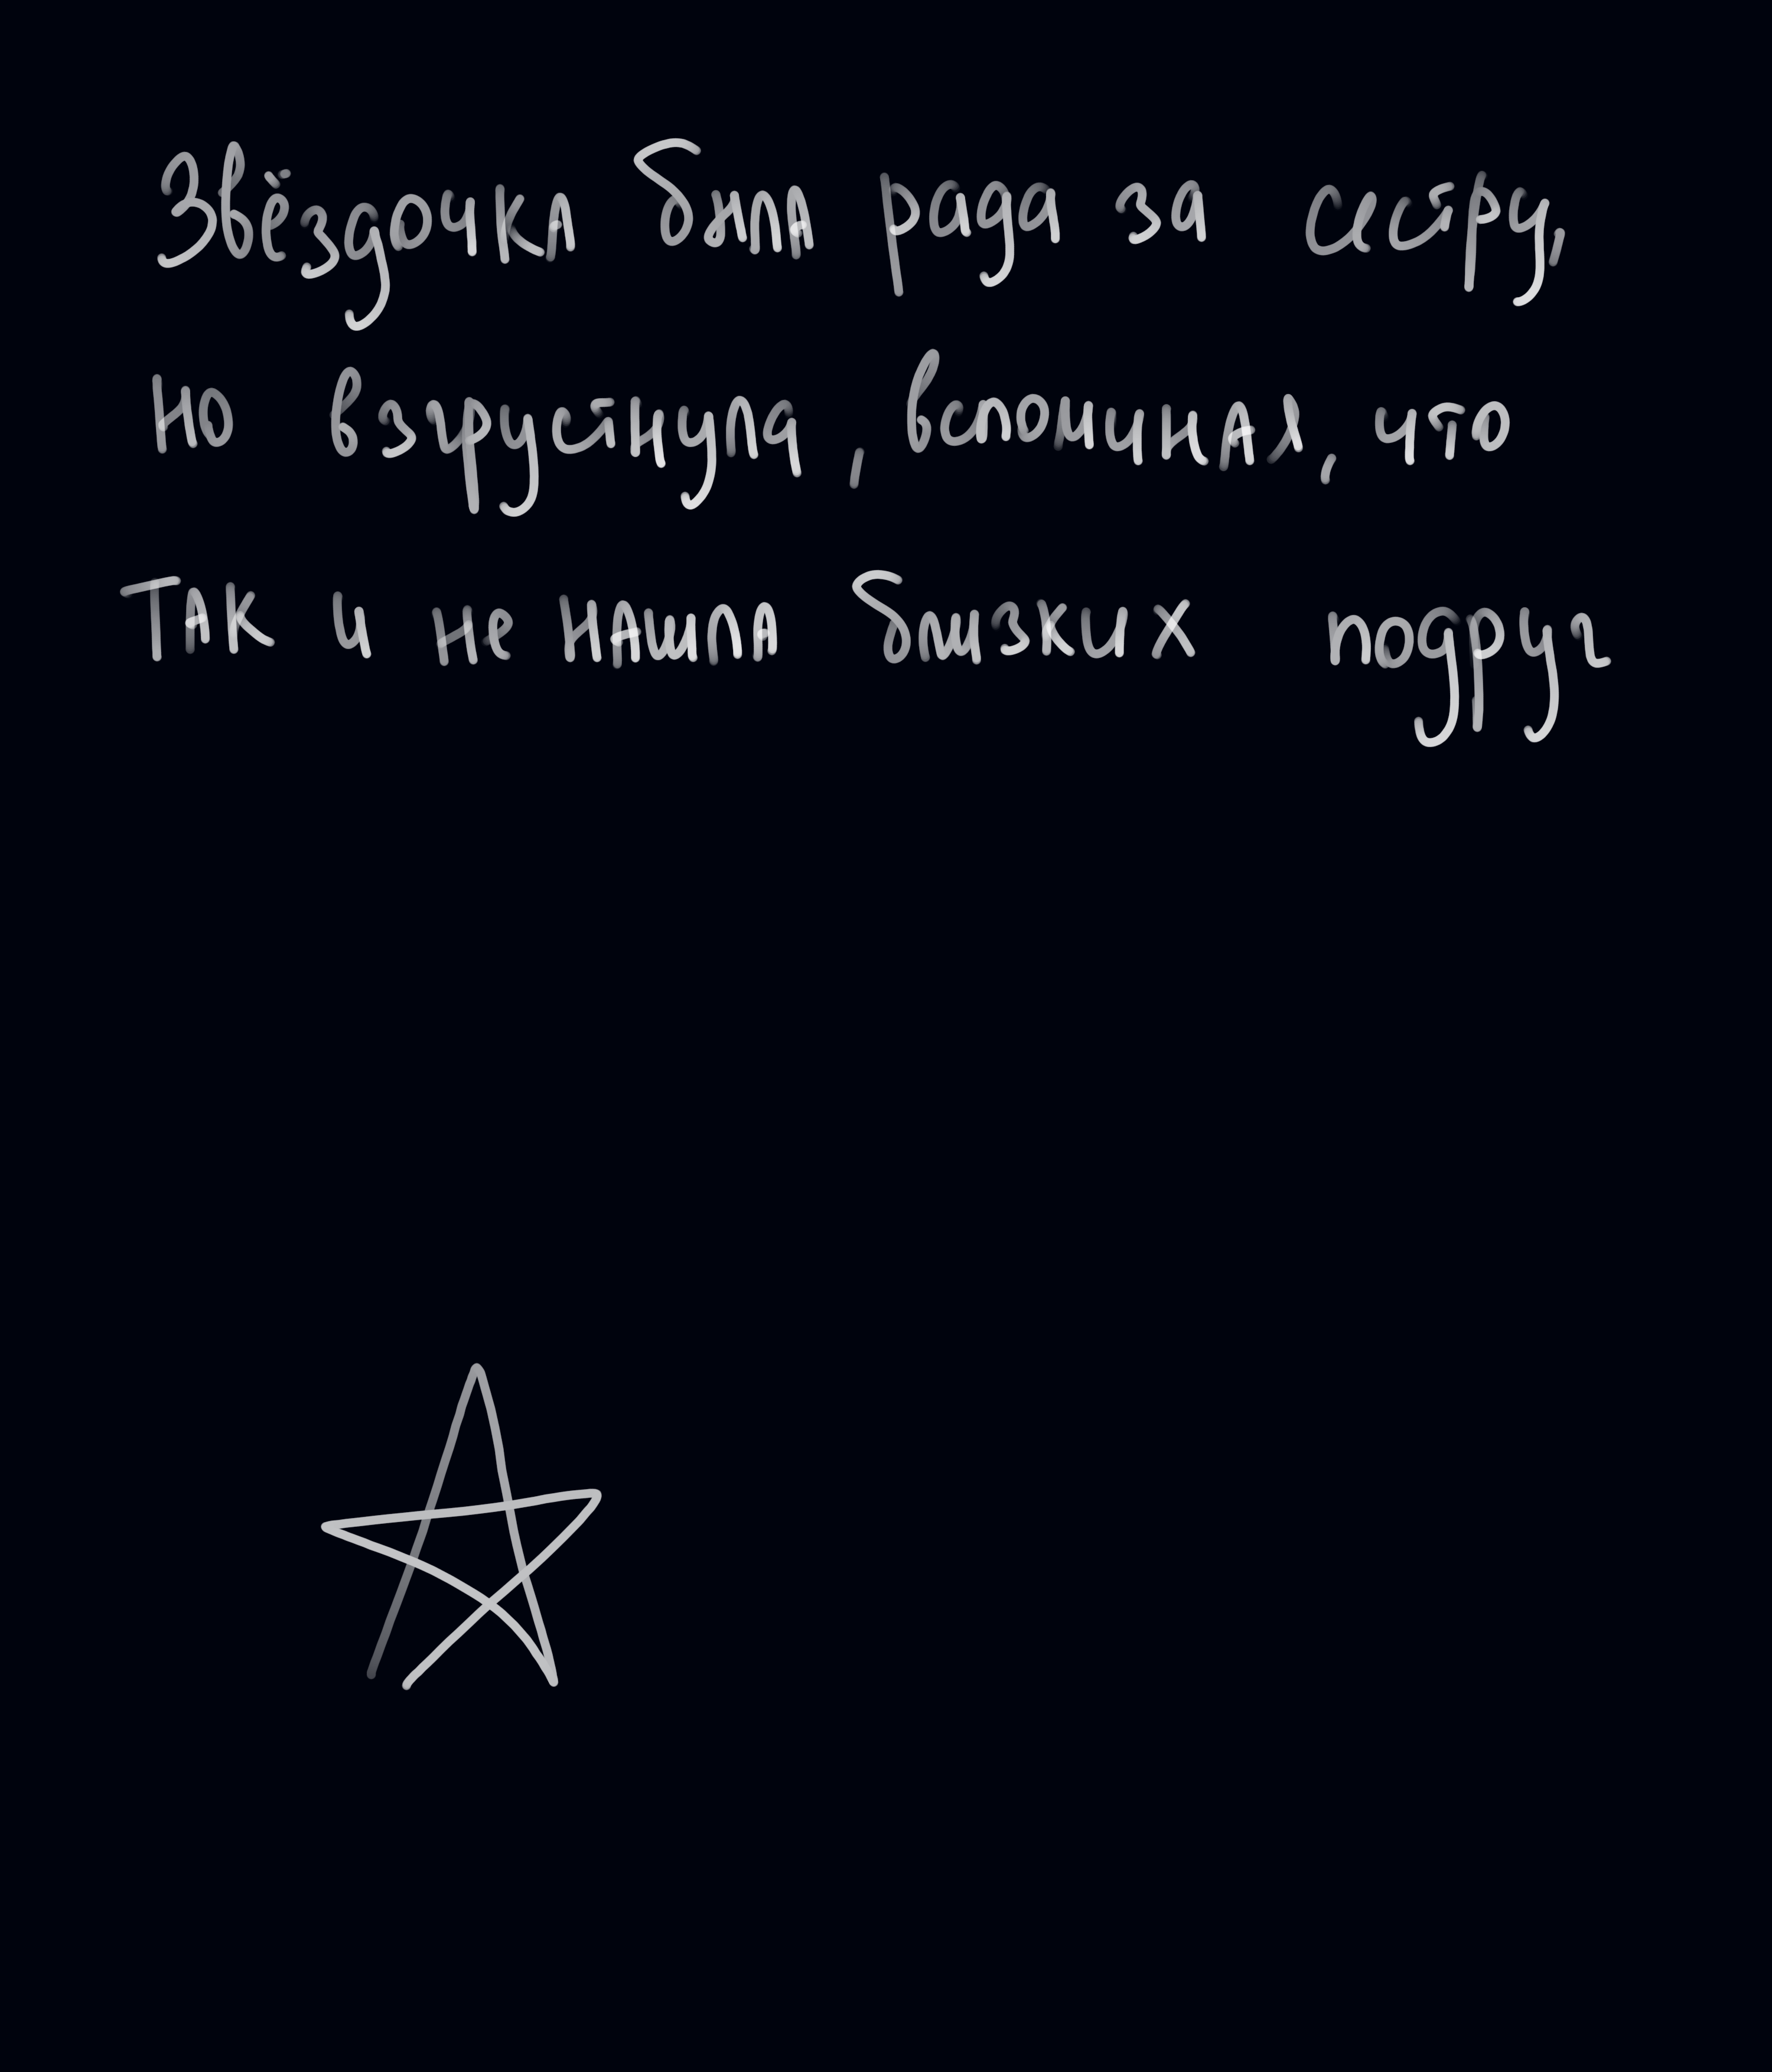 Звёздочка была рада за сестру,
но взгрустнула, вспоминая, что
так и не нашла близких подруг